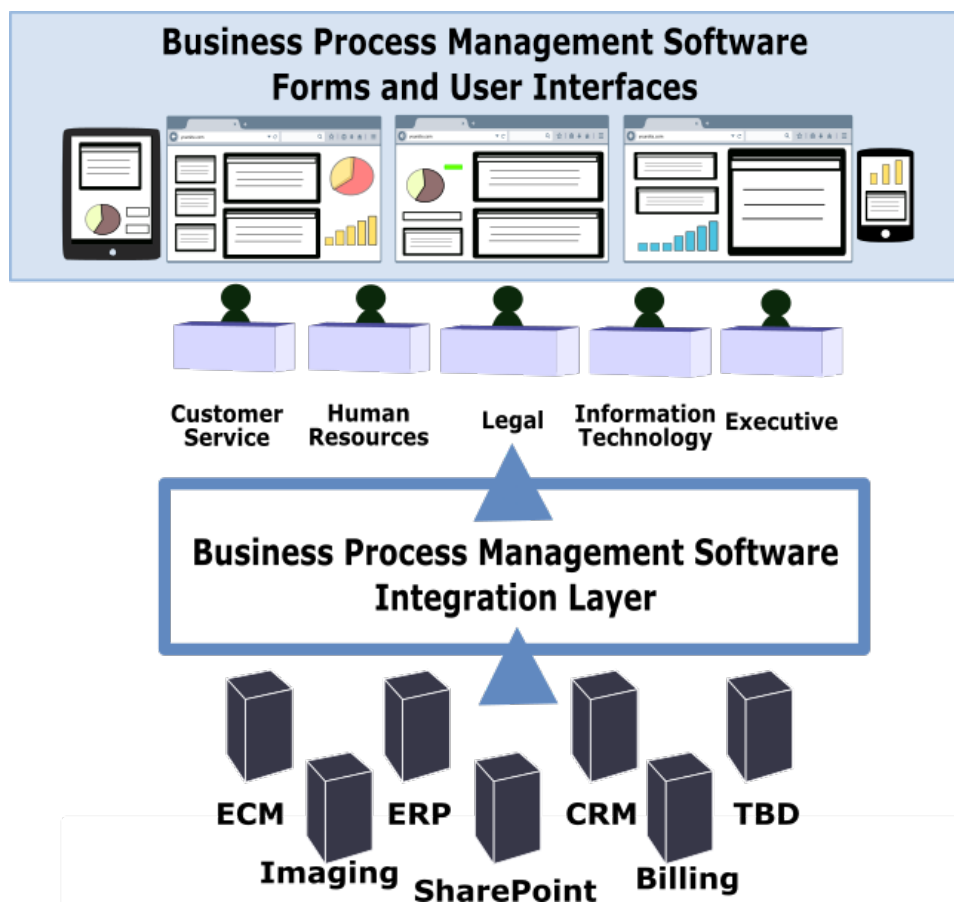 Business Process Management Software
Forms and User Interfaces
Customer
Service
Human
Resources
Legal
Information
Technology
Executive
Business Process Management Software
Integration Layer
ECM
ERP
CRM
TBD
Imaging
SharePoint
Billing